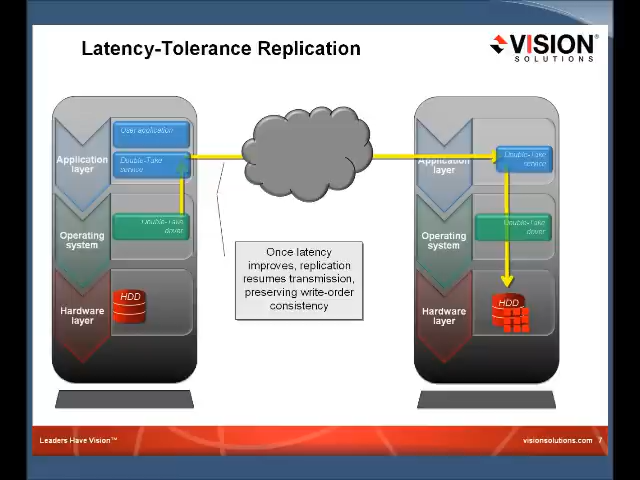 Latency-Tolerance Replication
VISION®
SOLUTIONS
User application
Application
layer
Double-Take
service
Operating
system
Double-Take
driver
HDD
Hardware
layer
Once latency
improves, replication
resumes transmission,
preserving write-order
consistency
Application
layer
Double-Take
service
Operating
system
Double-Take
driver
HDD
Hardware
layer
Leaders Have Vision™
visionsolutions.com 7